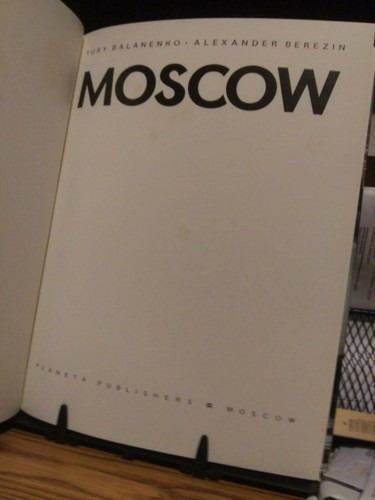 YURY BALANENKO • ALEXANDER BEREZIN
MOSCOW
PLANETA PUBLISHERS MOSCOW